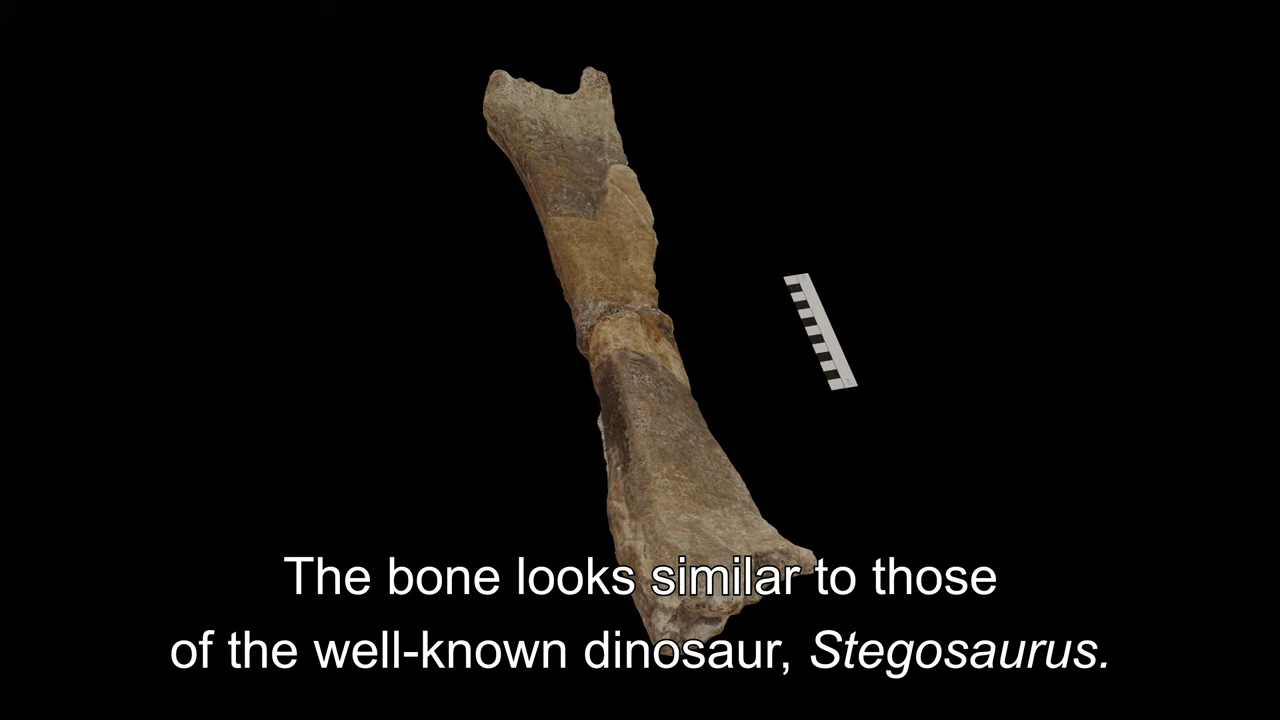 The bone looks similar to those
of the well-known dinosaur, Stegosaurus.